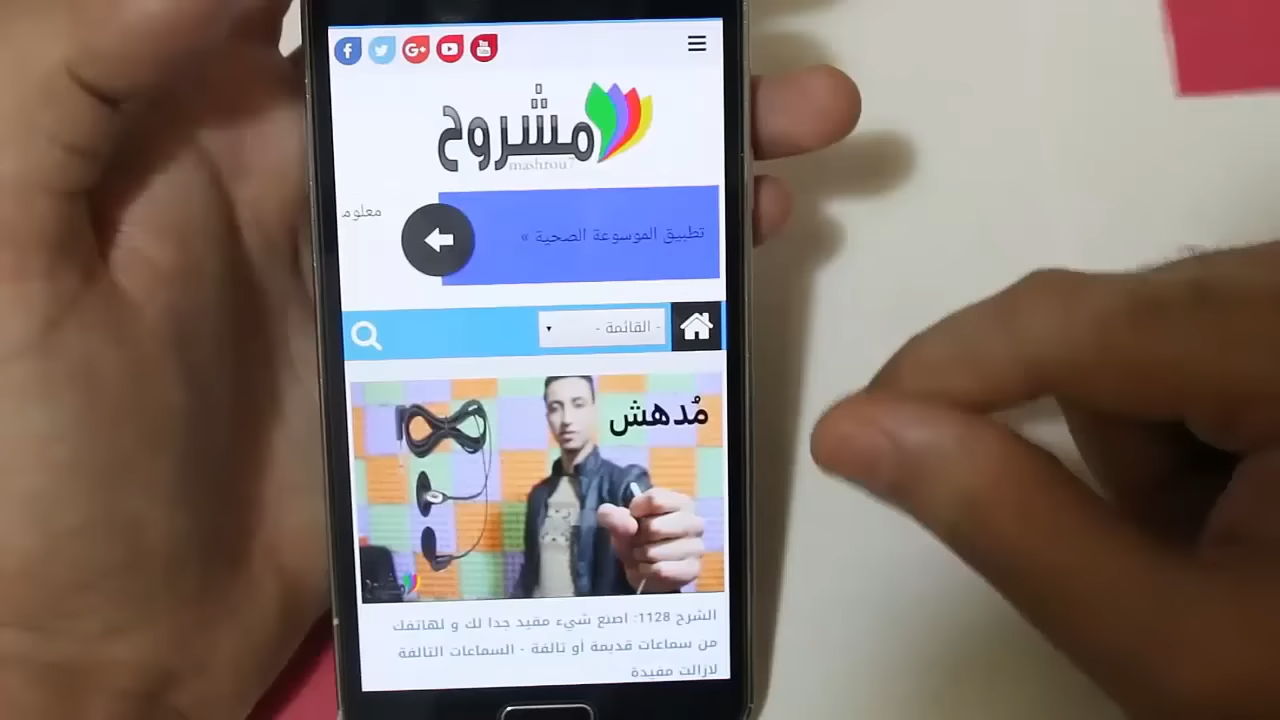 مشروح
mashrou7
معلوم
تطبيق الموسوعة الصحية »
- القائمة -
مُدهش
الشرح 1128: اصنع شيء مفيد جدا لك و لهاتفك
من سماعات قديمة أو تالفة - السماعات التالفة
لازالت مفيدة